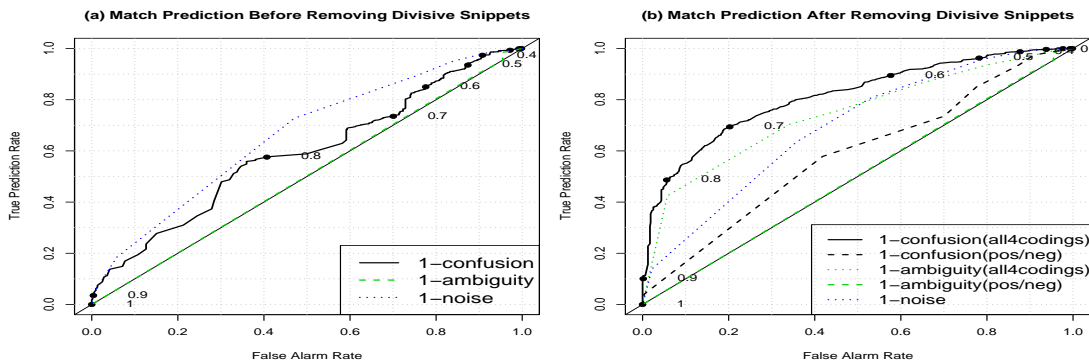 (a) Match Prediction Before Removing Divisive Snippets
True Prediction Rate
0.0 0.2 0.4 0.6 0.8 1.0
0.4
0.5
0.6
0.7
0.8
0.9
1
1−confusion
1−ambiguity
1−noise
0.0 0.2 0.4 0.6 0.8 1.0
False Alarm Rate
(b) Match Prediction After Removing Divisive Snippets
True Prediction Rate
0.0 0.2 0.4 0.6 0.8 1.0
0.5
0.6
0.7
0.8
0.9
1
1−confusion(all4codings)
1−confusion(pos/neg)
1−ambiguity(all4codings)
1−ambiguity(pos/neg)
1−noise
0.0 0.2 0.4 0.6 0.8 1.0
False Alarm Rate